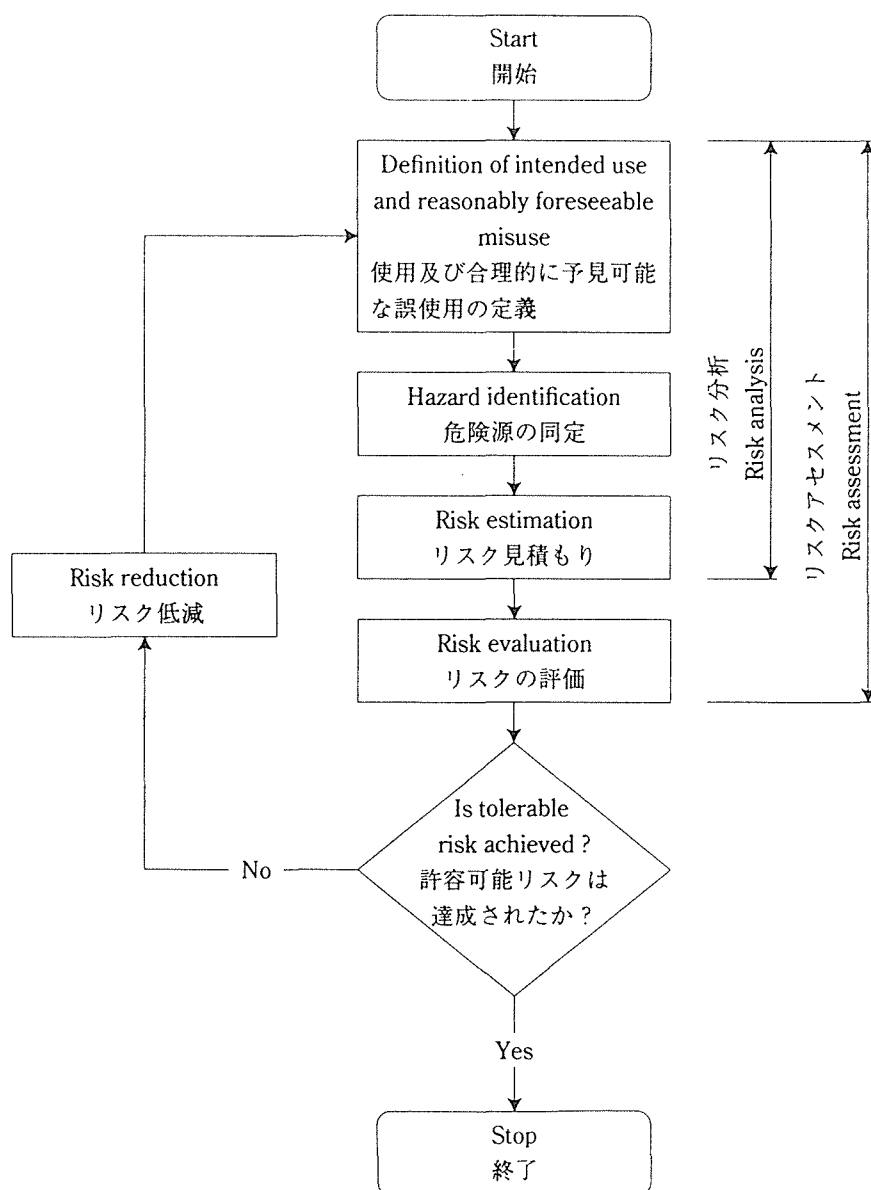 Start
開始
Definition of intended use
and reasonably foreseeable
misuse
使用及び合理的に予見可能
な誤使用の定義
Hazard identification
危険源の同定
Risk estimation
リスク見積もり
Risk evaluation
リスクの評価
Is tolerable
risk achieved ?
許容可能リスクは
達成されたか？
No
Risk reduction
リスク低減
Yes
Stop
終了
リスク分析
Risk analysis
リスクアセスメント
Risk assessment